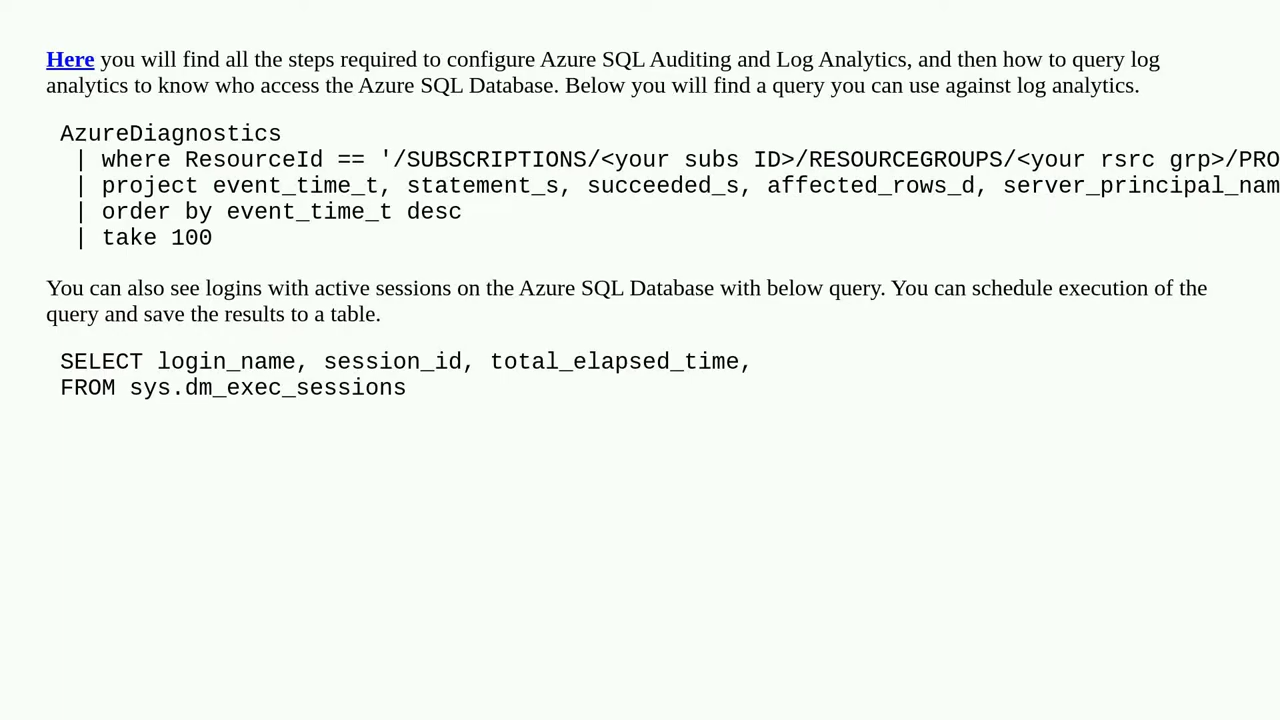 Here you will find all the steps required to configure Azure SQL Auditing and Log Analytics, and then how to query log
analytics to know who access the Azure SQL Database. Below you will find a query you can use against log analytics.
AzureDiagnostics
| where ResourceId == '/SUBSCRIPTIONS/<your subs ID>/RESOURCEGROUPS/<your rsrc grp>/PRO
| project event_time_t, statement_s, succeeded_s, affected_rows_d, server_principal_nam
| order by event_time_t desc
| take 100
You can also see logins with active sessions on the Azure SQL Database with below query. You can schedule execution of the
query and save the results to a table.
SELECT login_name, session_id, total_elapsed_time,
FROM sys.dm_exec_sessions